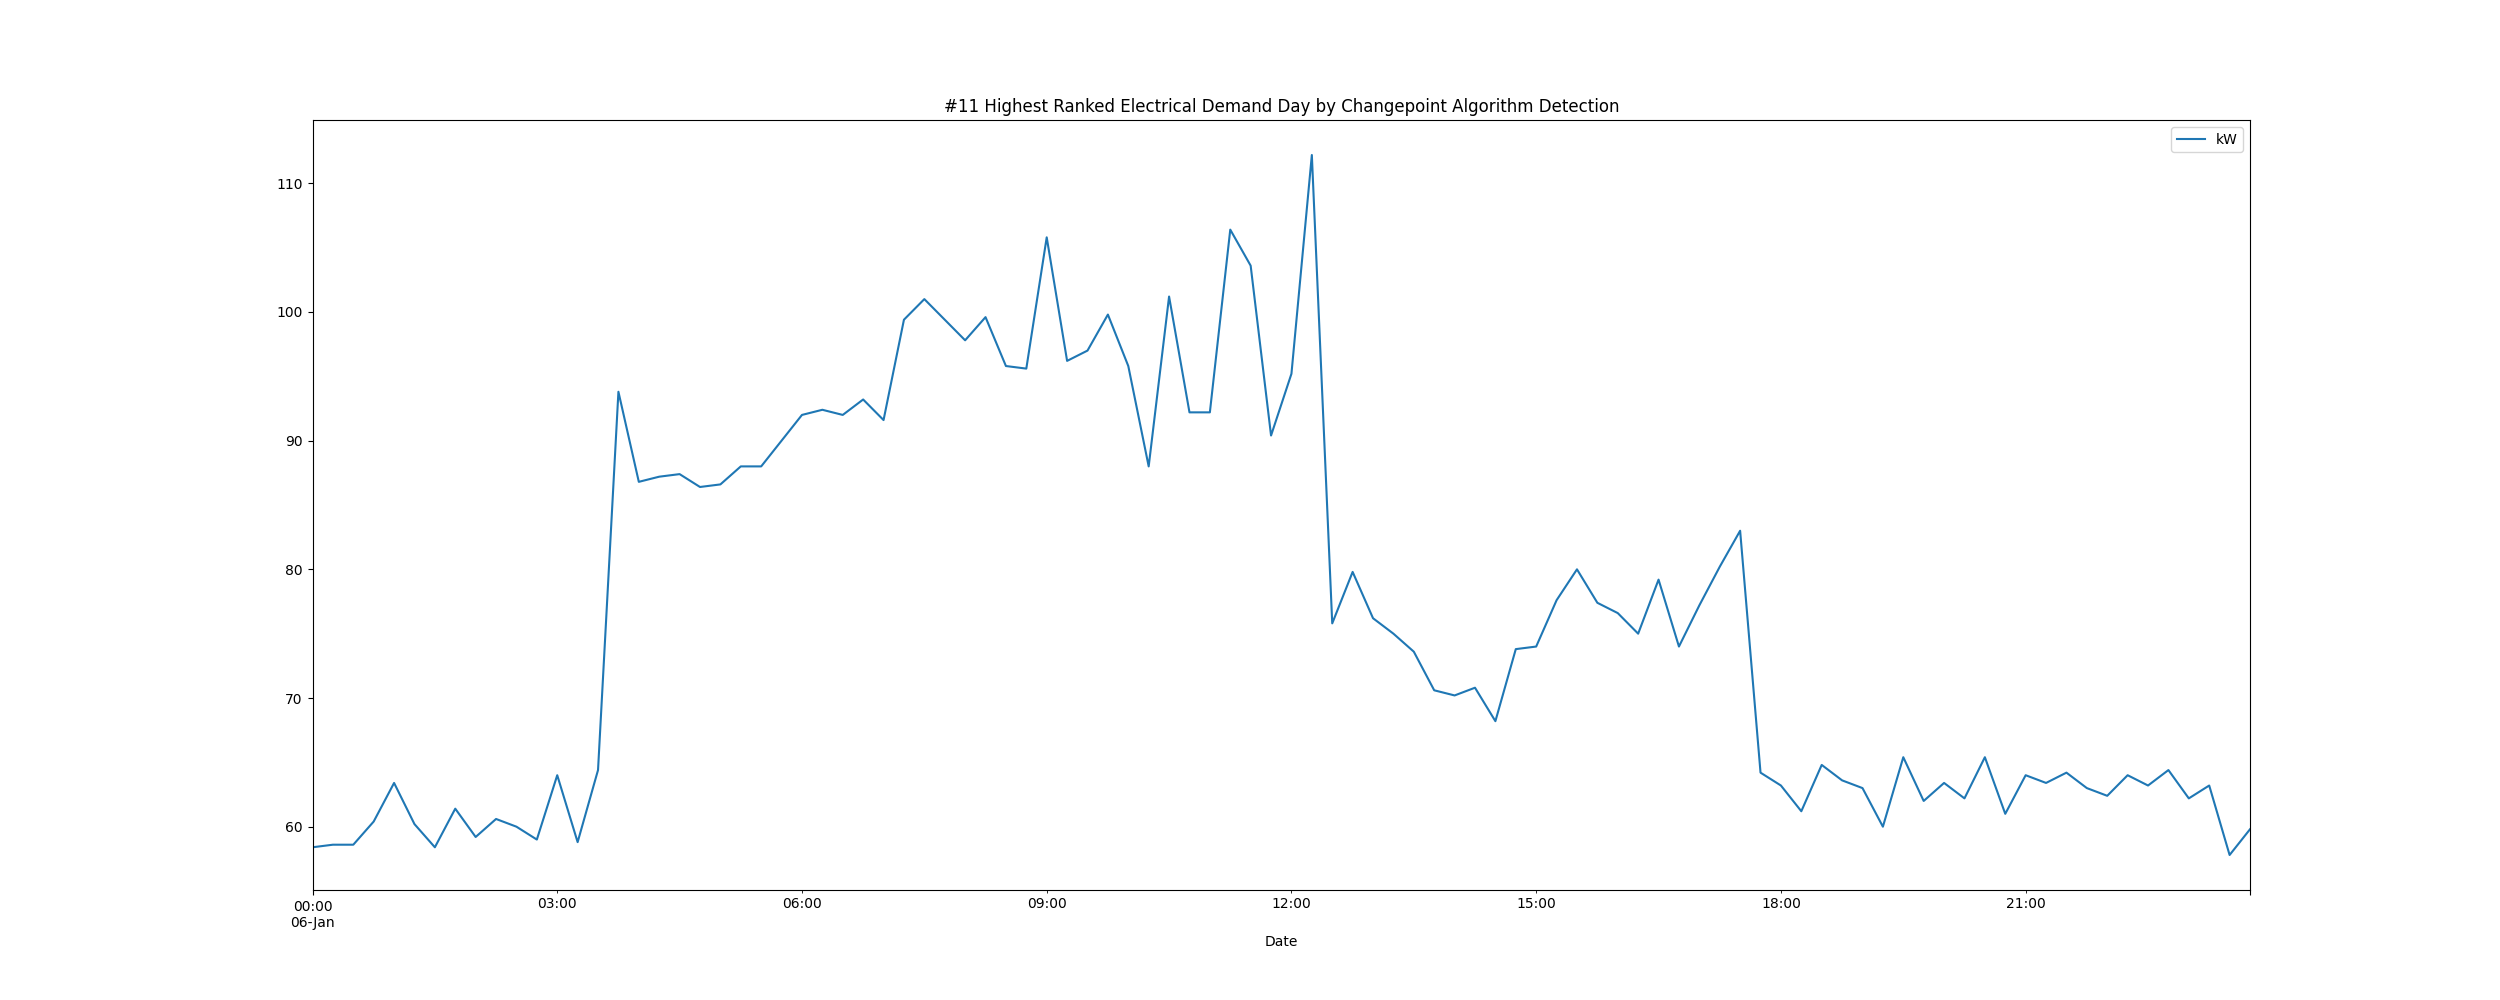 #11 Highest Ranked Electrical Demand Day by Changepoint Algorithm Detection
kW
110
100
90
80
70
60
00:00 03:00 06:00 09:00 12:00 15:00 18:00 21:00
06-Jan
Date